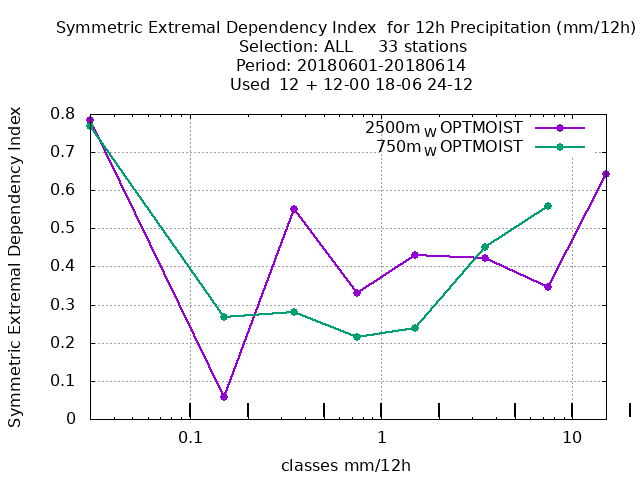 Symmetric Extremal Dependency Index  for 12h Precipitation (mm/12h)
Selection: ALL     33 stations
Period: 20180601-20180614
Used  12 + 12-00 18-06 24-12
Symmetric Extremal Dependency Index
0.8
0.7
0.6
0.5
0.4
0.3
0.2
0.1
0
2500m W OPTMOIST
750m W OPTMOIST
0.1 1 10
classes mm/12h